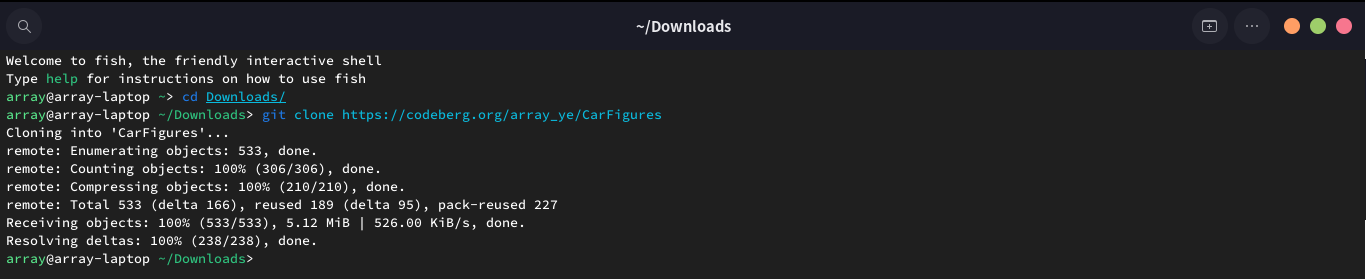 ~/Downloads
Welcome to fish, the friendly interactive shell
Type help for instructions on how to use fish
array@array-laptop ~> cd Downloads/
array@array-laptop ~/Downloads> git clone https://codeberg.org/array_ye/CarFigures
Cloning into 'CarFigures'...
remote: Enumerating objects: 533, done.
remote: Counting objects: 100% (306/306), done.
remote: Compressing objects: 100% (210/210), done.
remote: Total 533 (delta 166), reused 189 (delta 95), pack-reused 227
Receiving objects: 100% (533/533), 5.12 MiB | 526.00 KiB/s, done.
Resolving deltas: 100% (238/238), done.
array@array-laptop ~/Downloads>